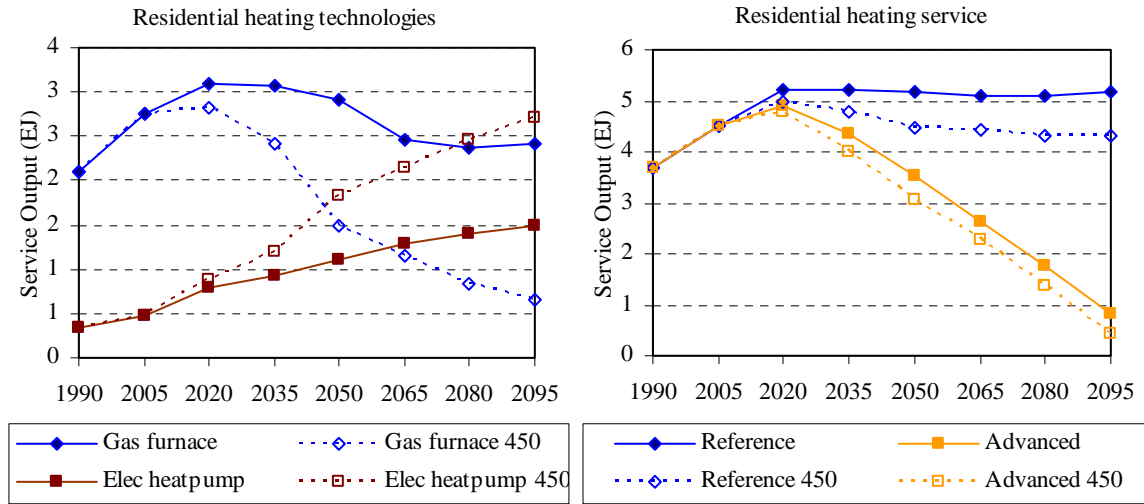 Residential heating technologies
Service Output (EJ)
4
3
3
2
2
1
1
0
1990 2005 2020 2035 2050 2065 2080 2095
Gas furnace
Gas furnace 450
Elec heatpump
Elec heatpump 450
Residential heating service
Service Output (EJ)
6
5
4
3
2
1
0
1990 2005 2020 2035 2050 2065 2080 2095
Reference
Advanced
Reference 450
Advanced 450